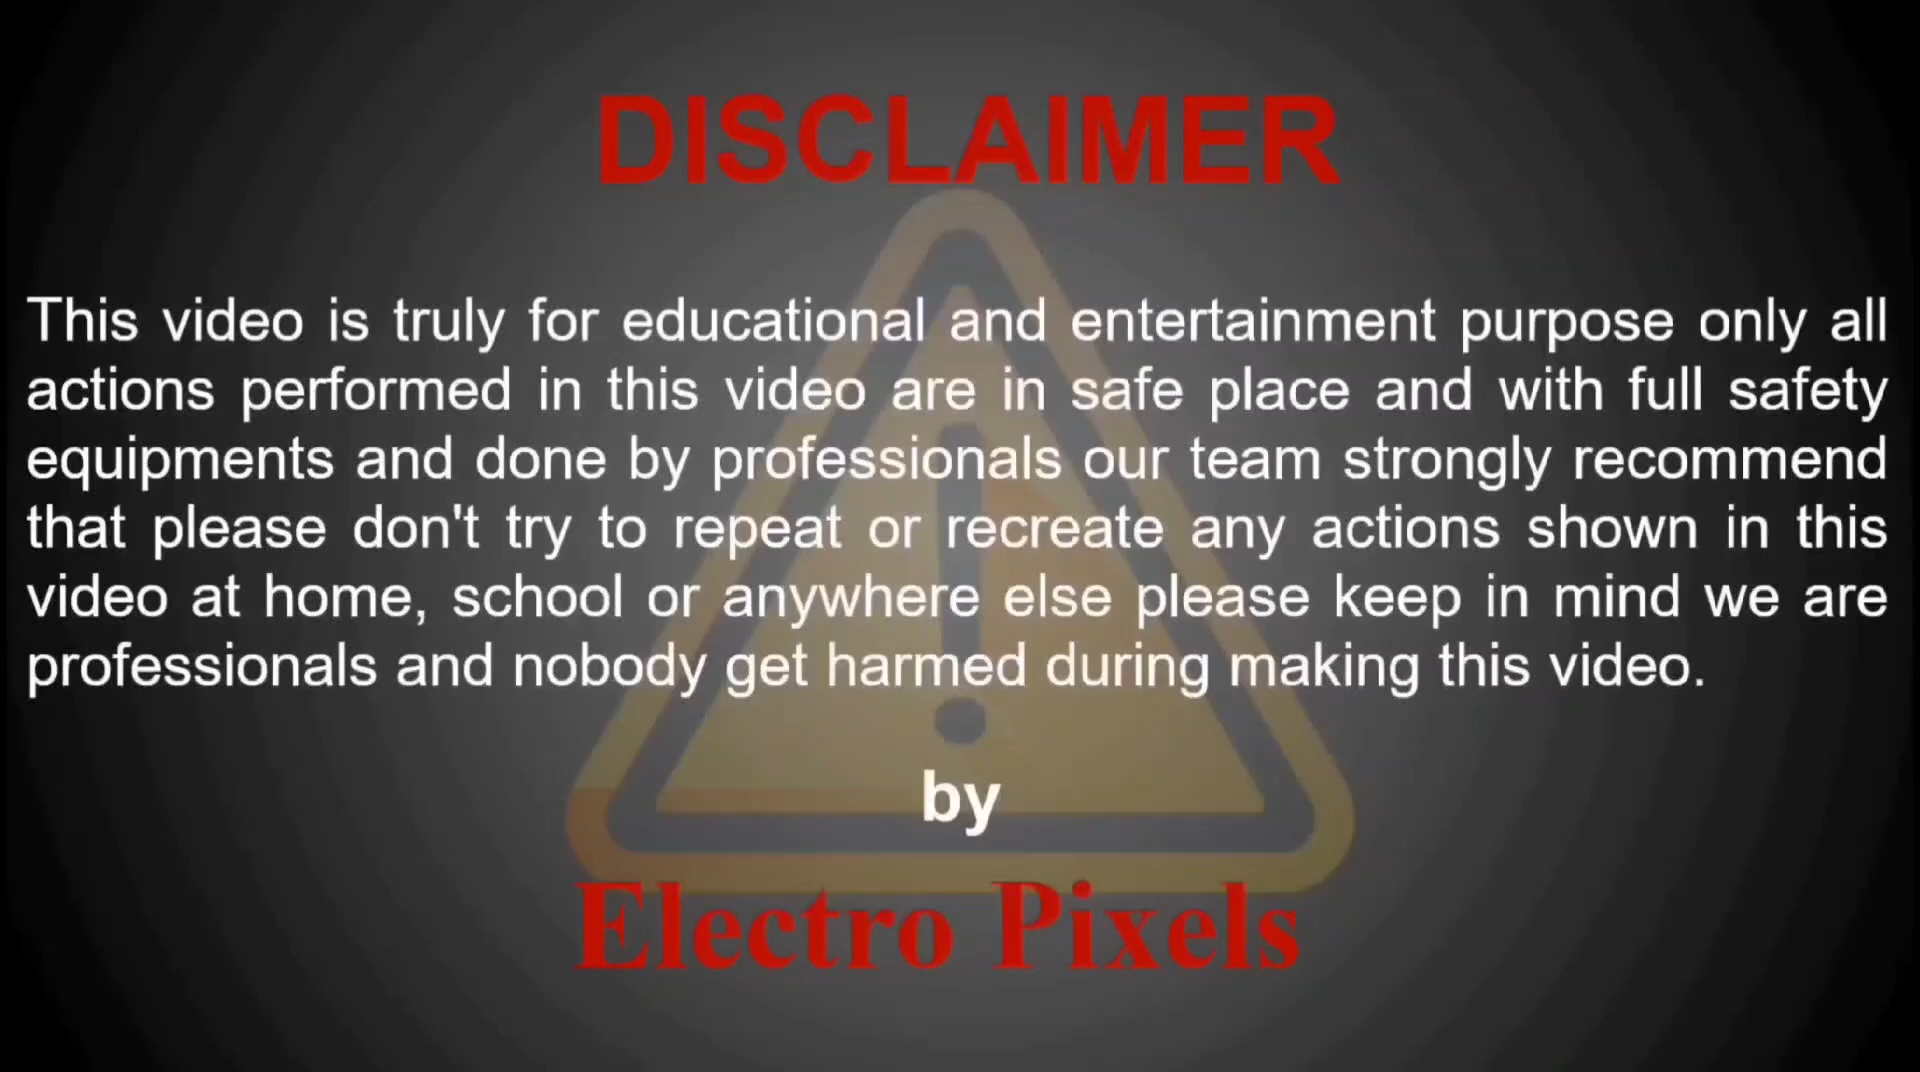 DISCLAIMER
This video is truly for educational and entertainment purpose only all
actions performed in this video are in safe place and with full safety
equipments and done by professionals our team strongly recommend
that please don't try to repeat or recreate any actions shown in this
video at home, school or anywhere else please keep in mind we are
professionals and nobody get harmed during making this video.
by
Electro Pixels